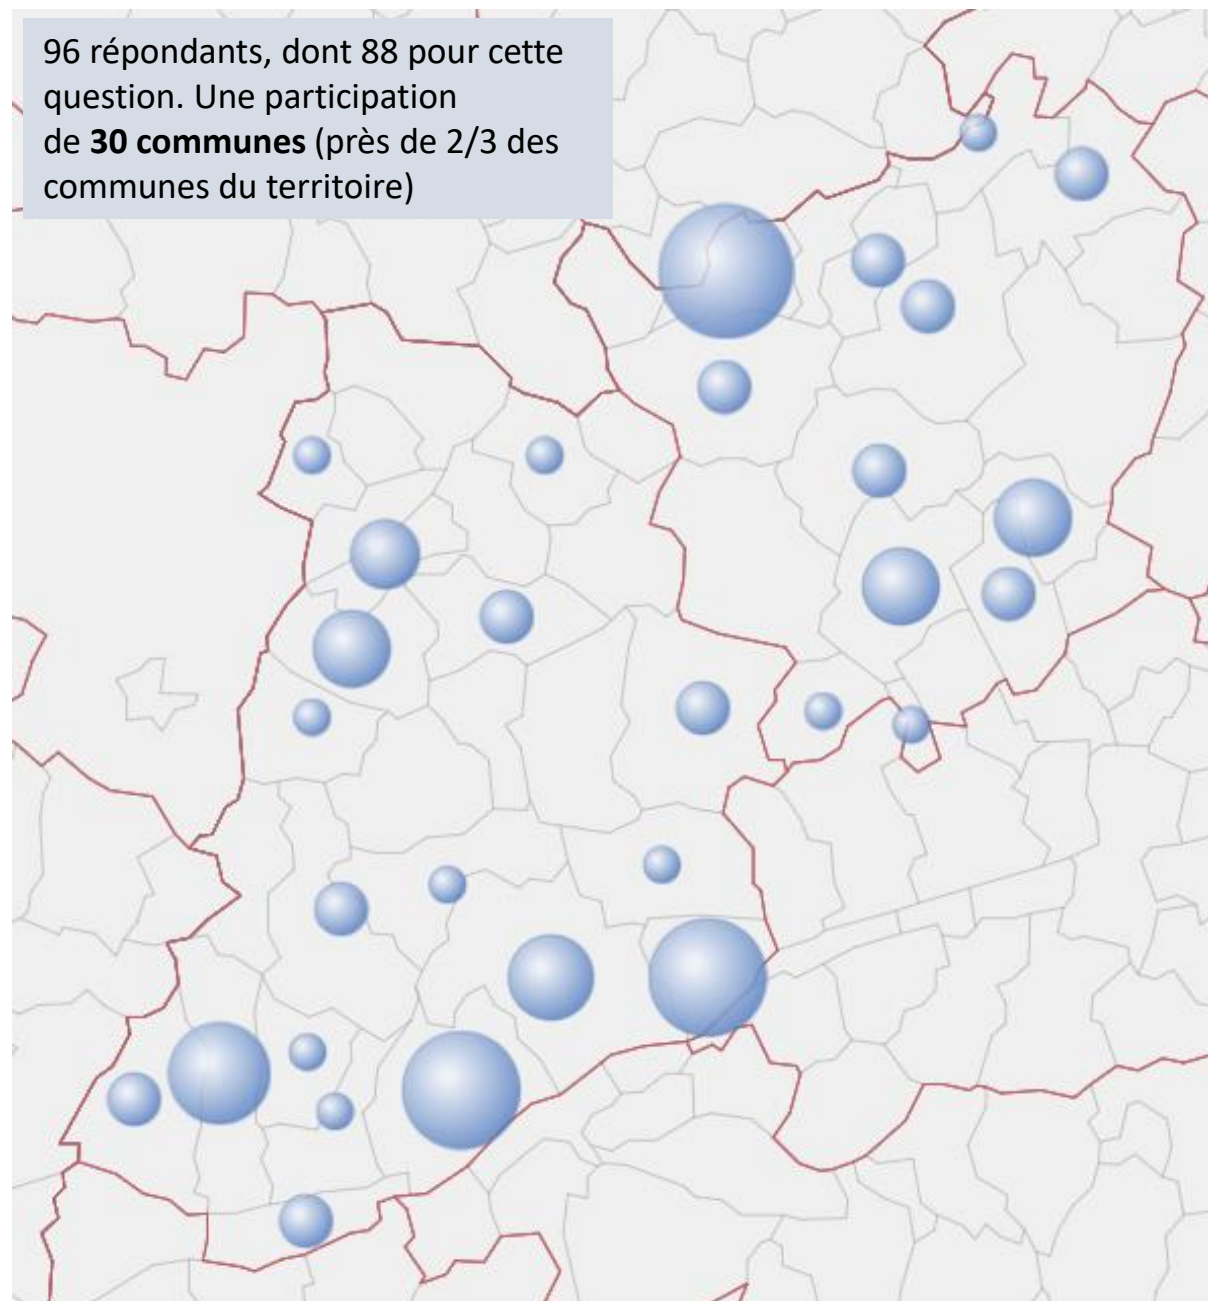 96 répondants, dont 88 pour cette
question. Une participation
de 30 communes (près de 2/3 des
communes du territoire)